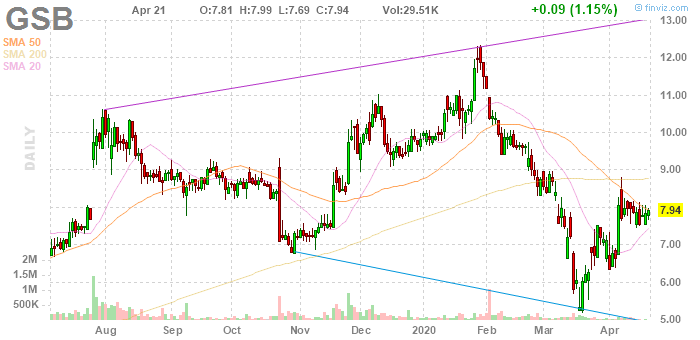 GSB Apr 21 O:7.81 H:7.99 L:7.69 C:7.94 Vol:29.51K +0.09 (1.15%)
© finviz.com
SMA 50
SMA 200
SMA 20
DAILY
13.00
12.00
11.00
10.00
9.00
8.00
7.94
7.00
6.00
5.00
2M
1.5M
1M
500K
Aug Sep Oct Nov Dec 2020 Feb Mar Apr